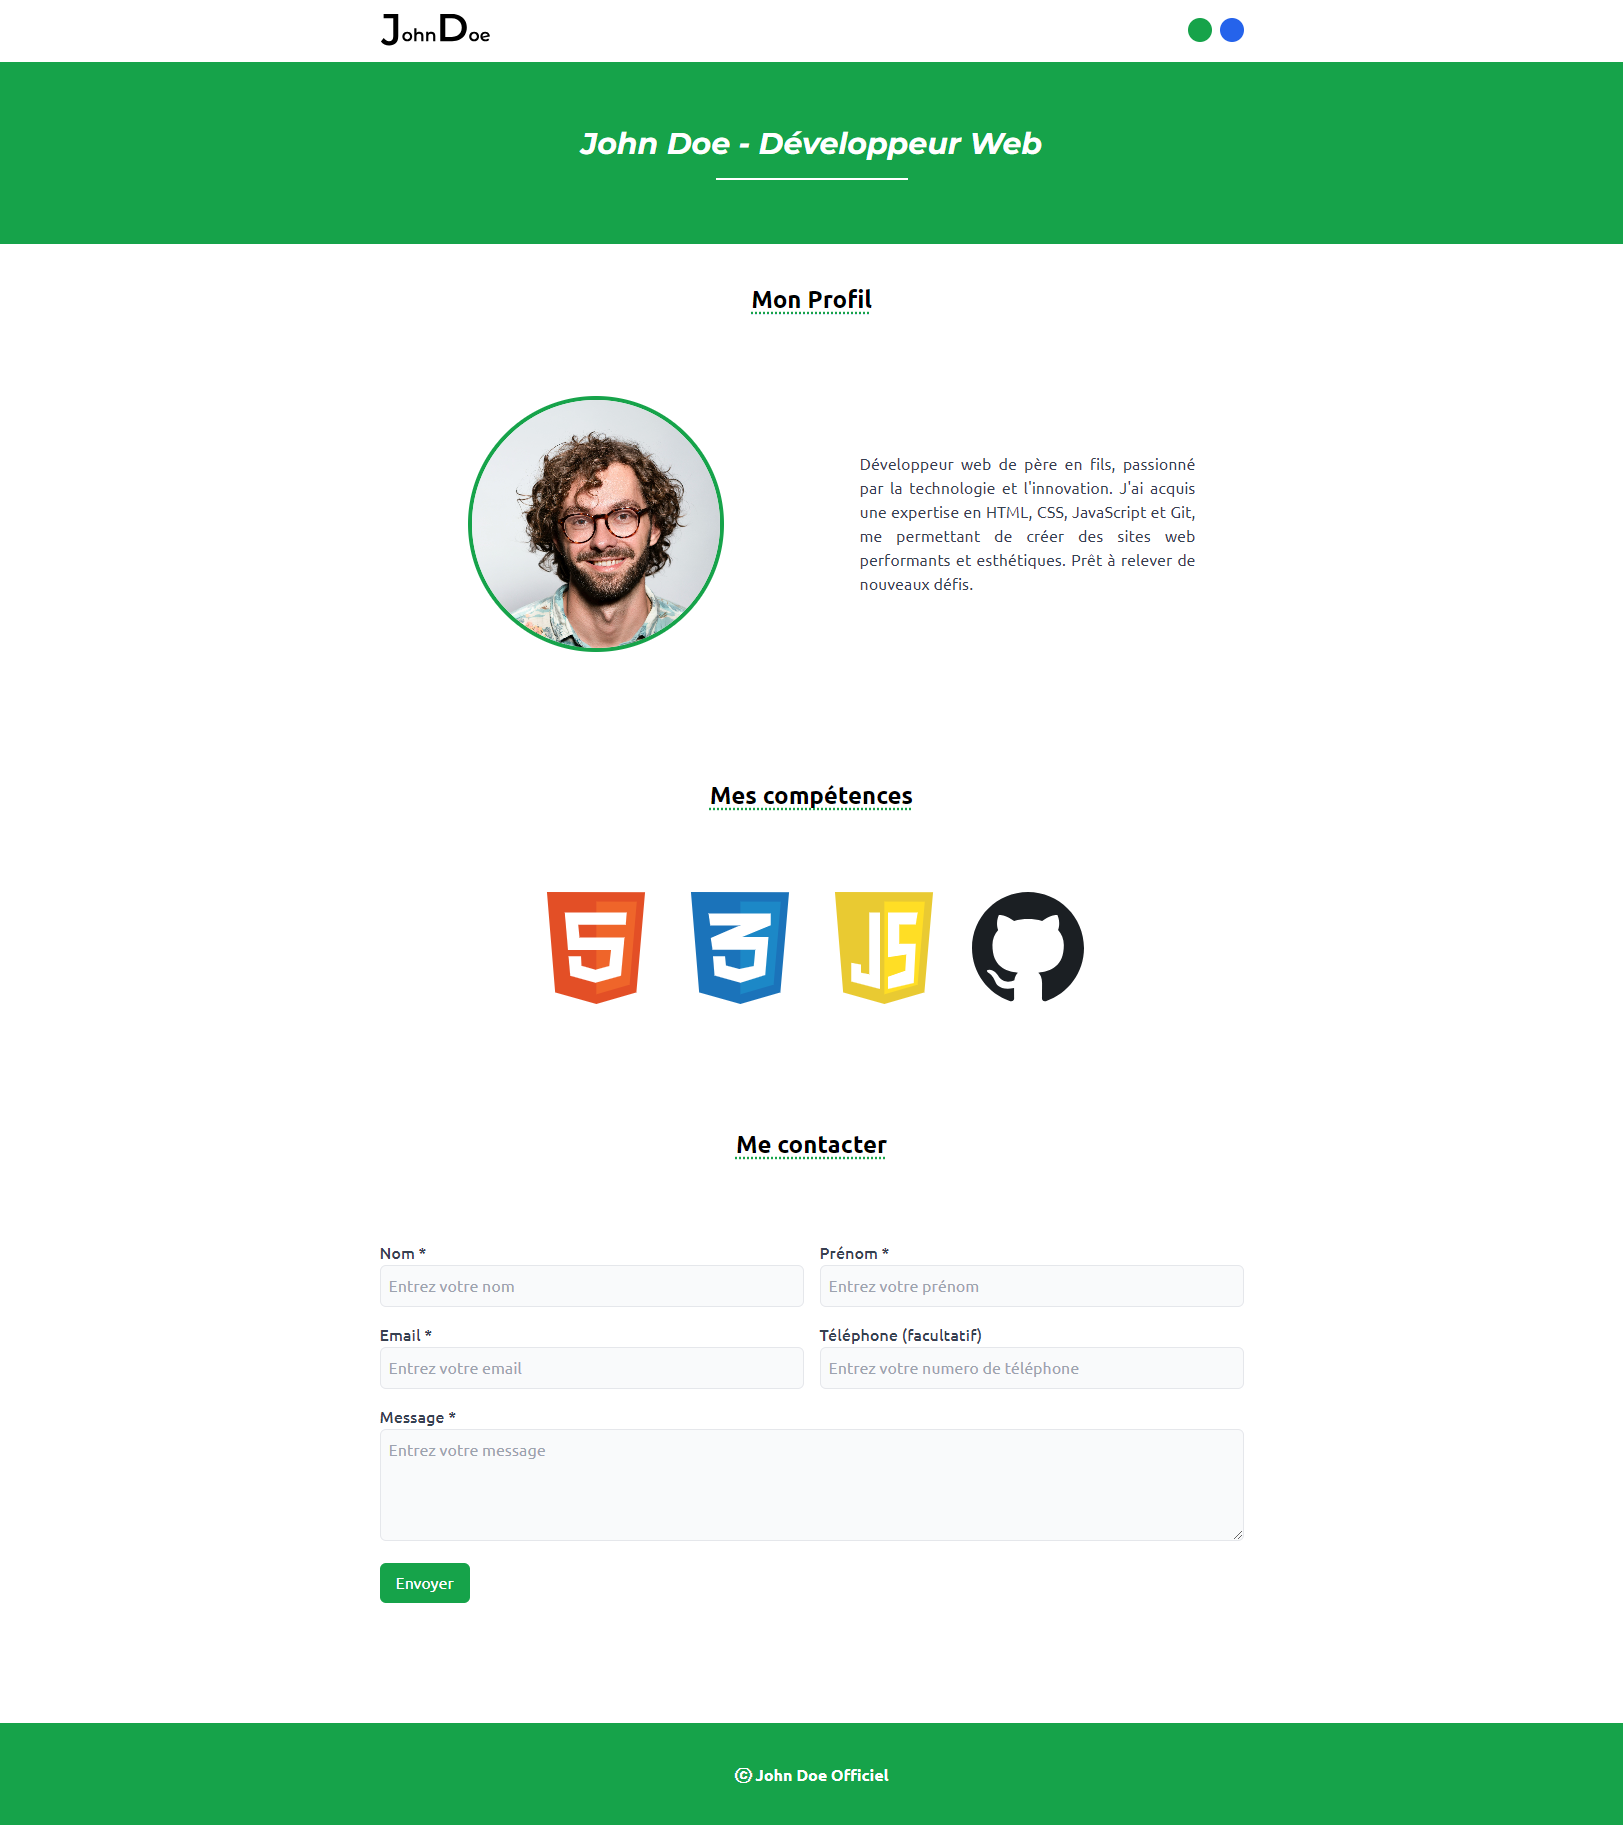 JohnDoe
John Doe - Développeur Web
Mon Profil
Développeur web de père en fils, passionné
par la technologie et l'innovation. J'ai acquis
une expertise en HTML, CSS, JavaScript et Git,
me permettant de créer des sites web
performants et esthétiques. Prêt à relever de
nouveaux défis.
Mes compétences
5 3 JS
Me contacter
Nom * Prénom *
Entrez votre nom Entrez votre prénom
Email * Téléphone (facultatif)
Entrez votre email Entrez votre numero de téléphone
Message *
Entrez votre message
Envoyer
© John Doe Officiel